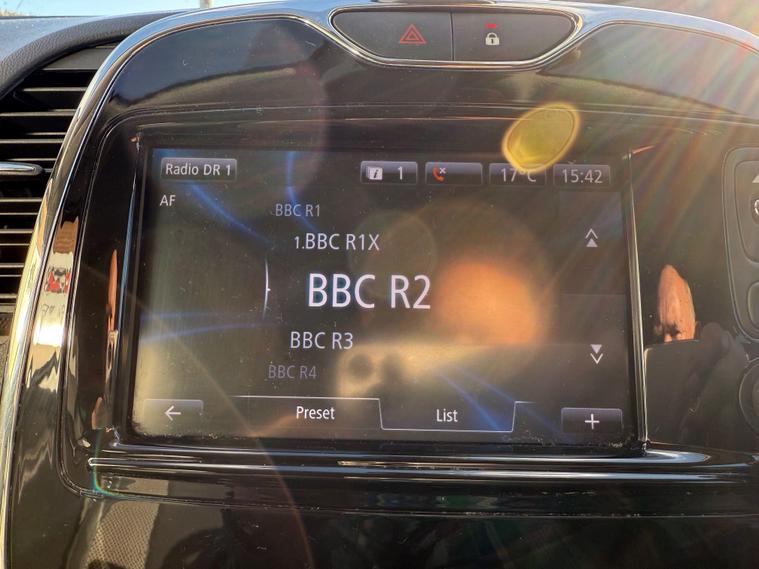 Radio DR 1
1
17°C
15:42
AF
BBC R1
1.BBC R1X
BBC R2
BBC R3
BBC R4
Preset
List